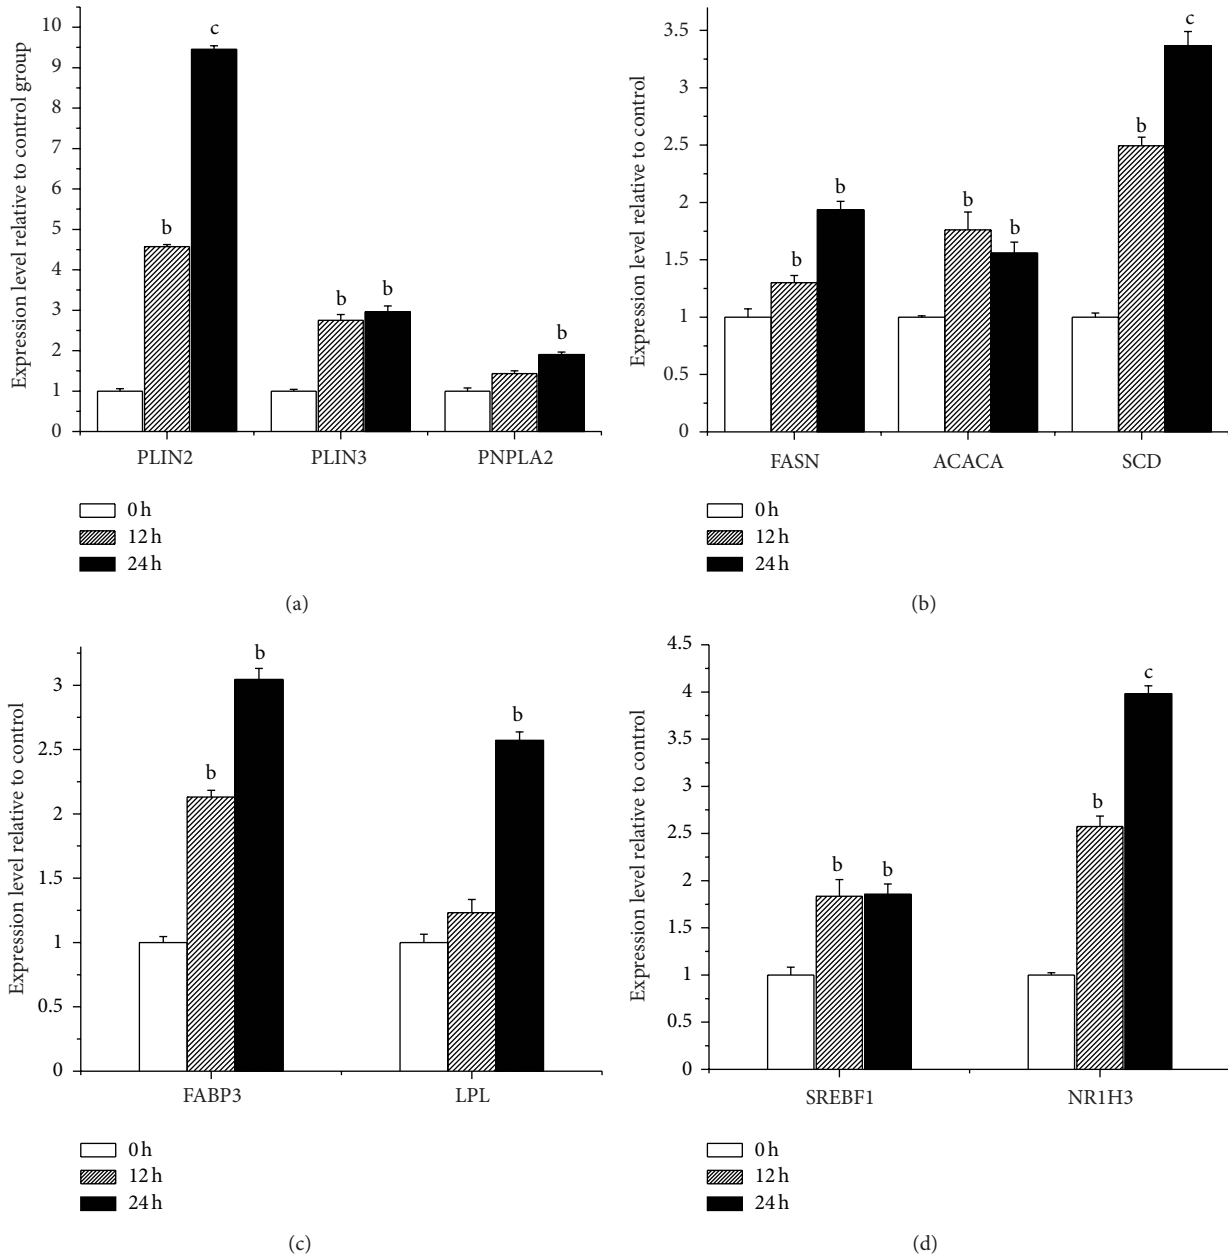 Expression level relative to control group
10
9
8
7
6
5
4
3
2
1
0
b
c
b
b
b
PLIN2
PLIN3
PNPLA2
0 h
12 h
24 h
(a)
Expression level relative to control
3.5
3
2.5
2
1.5
1
0.5
0
b
b
b
b
b
c
FASN
ACACA
SCD
0 h
12 h
24 h
(b)
Expression level relative to control
3
2.5
2
1.5
1
0.5
0
b
b
b
FABP3
LPL
0 h
12 h
24 h
(c)
Expression level relative to control
4.5
4
3.5
3
2.5
2
1.5
1
0.5
0
b
b
b
c
SREBF1
NR1H3
0 h
12 h
24 h
(d)